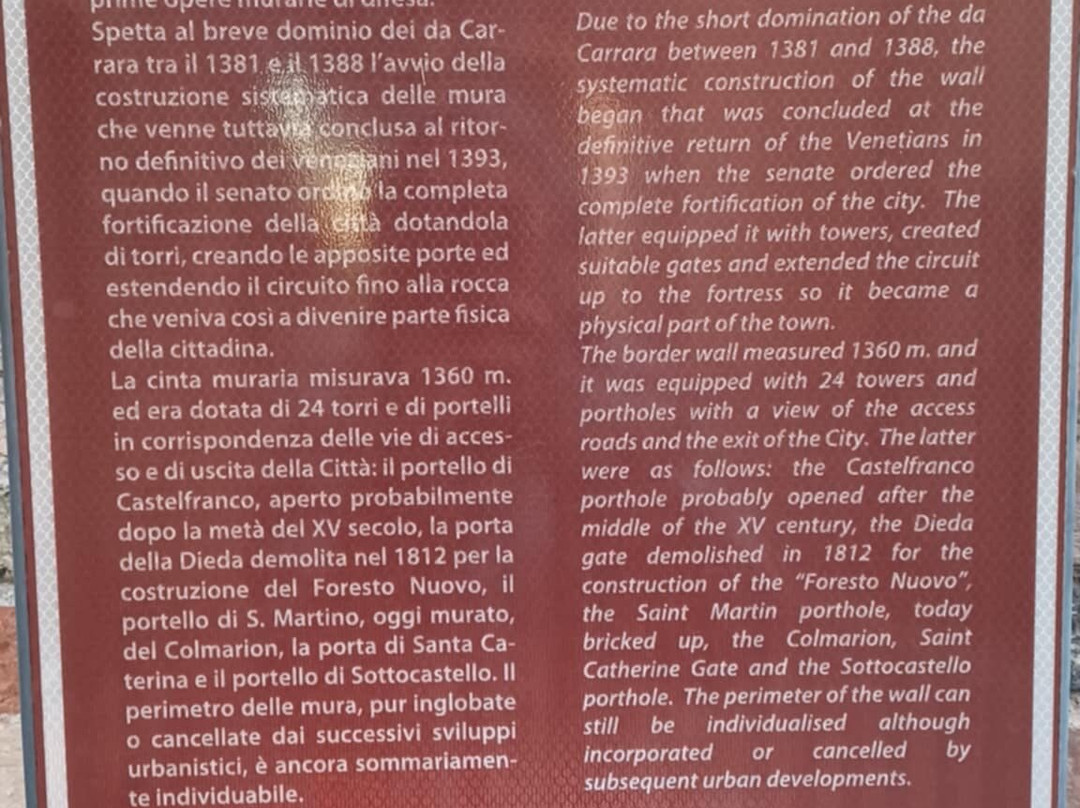 prime opere murarie di difesa.
Spetta al breve dominio dei da Car-
rara tra il 1381 e il 1388 l'avvio della
costruzione sistematica delle mura
che venne tuttavia conclusa al ritor-
no definitivo dei veneziani nel 1393,
quando il senato ordinò la completa
fortificazione della città dotandola
di torri, creando le apposite porte ed
estendendo il circuito fino alla rocca
che veniva così a divenire parte fisica
della cittadina.
La cinta muraria misurava 1360 m.
ed era dotata di 24 torri e di portelli
in corrispondenza delle vie di acces-
so e di uscita della Città: il portello di
Castelfranco, aperto probabilmente
dopo la metà del XV secolo, la porta
della Dieda demolita nel 1812 per la
costruzione del Foresto Nuovo, il
portello di S. Martino, oggi murato,
del Colmarion, la porta di Santa Ca-
terina e il portello di Sottocastello. Il
perimetro delle mura, pur inglobate
o cancellate dai successivi sviluppi
urbanistici, è ancora sommariamen-
te individuabile.
Due to the short domination of the da
Carrara between 1381 and 1388, the
systematic construction of the wall
began that was concluded at the
definitive return of the Venetians in
1393 when the senate ordered the
complete fortification of the city. The
latter equipped it with towers, created
suitable gates and extended the circuit
up to the fortress so it became a
physical part of the town.
The border wall measured 1360 m. and
it was equipped with 24 towers and
portholes with a view of the access
roads and the exit of the City. The latter
were as follows: the Castelfranco
porthole probably opened after the
middle of the XV century, the Dieda
gate demolished in 1812 for the
construction of the "Foresto Nuovo",
the Saint Martin porthole, today
bricked up, the Colmarion, Saint
Catherine Gate and the Sottocastello
porthole. The perimeter of the wall can
still be individualised although
incorporated or cancelled by
subsequent urban developments.